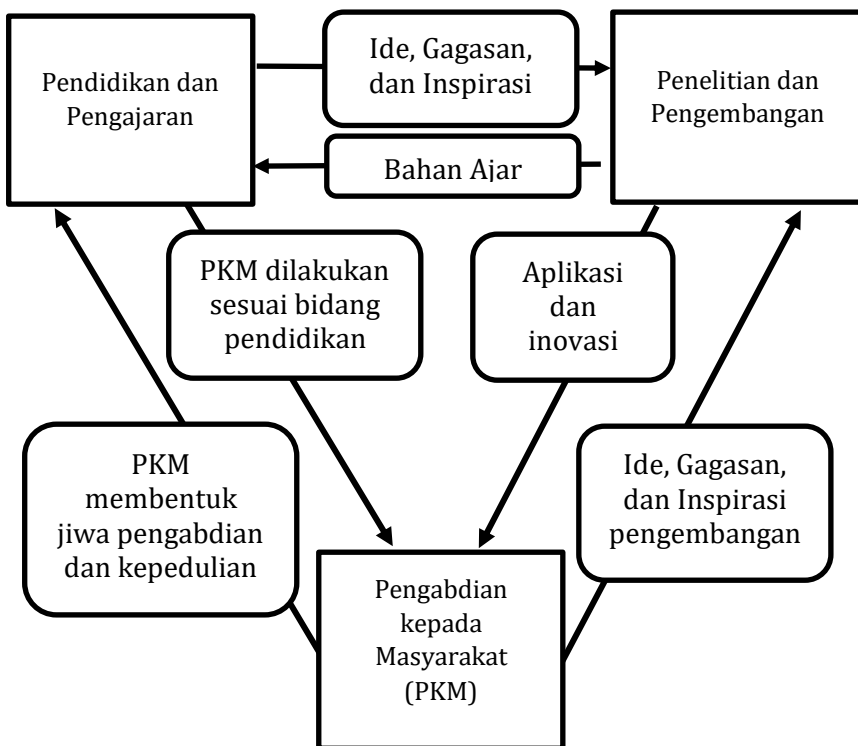 Pendidikan dan
Pengajaran
Ide, Gagasan,
dan Inspirasi
Penelitian dan
Pengembangan
Bahan Ajar
PKM dilakukan
sesuai bidang
pendidikan
Aplikasi
dan
inovasi
PKM
membentuk
jiwa pengabdian
dan kepedulian
Ide, Gagasan,
dan Inspirasi
pengembangan
Pengabdian
kepada
Masyarakat
(PKM)